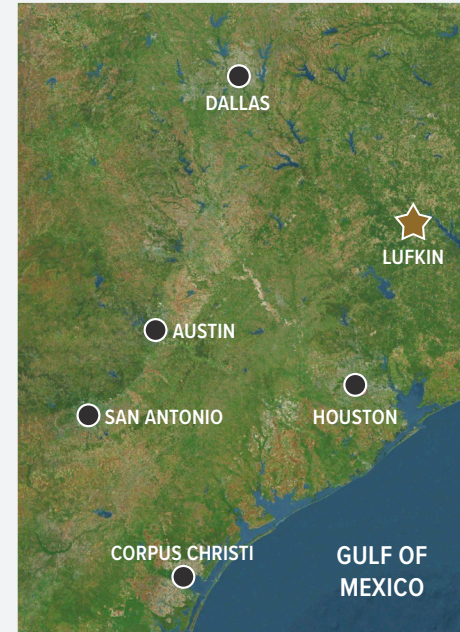 DALLAS
LUFKIN
AUSTIN
SAN ANTONIO
HOUSTON
CORPUS CHRISTI
GULF OF
MEXICO